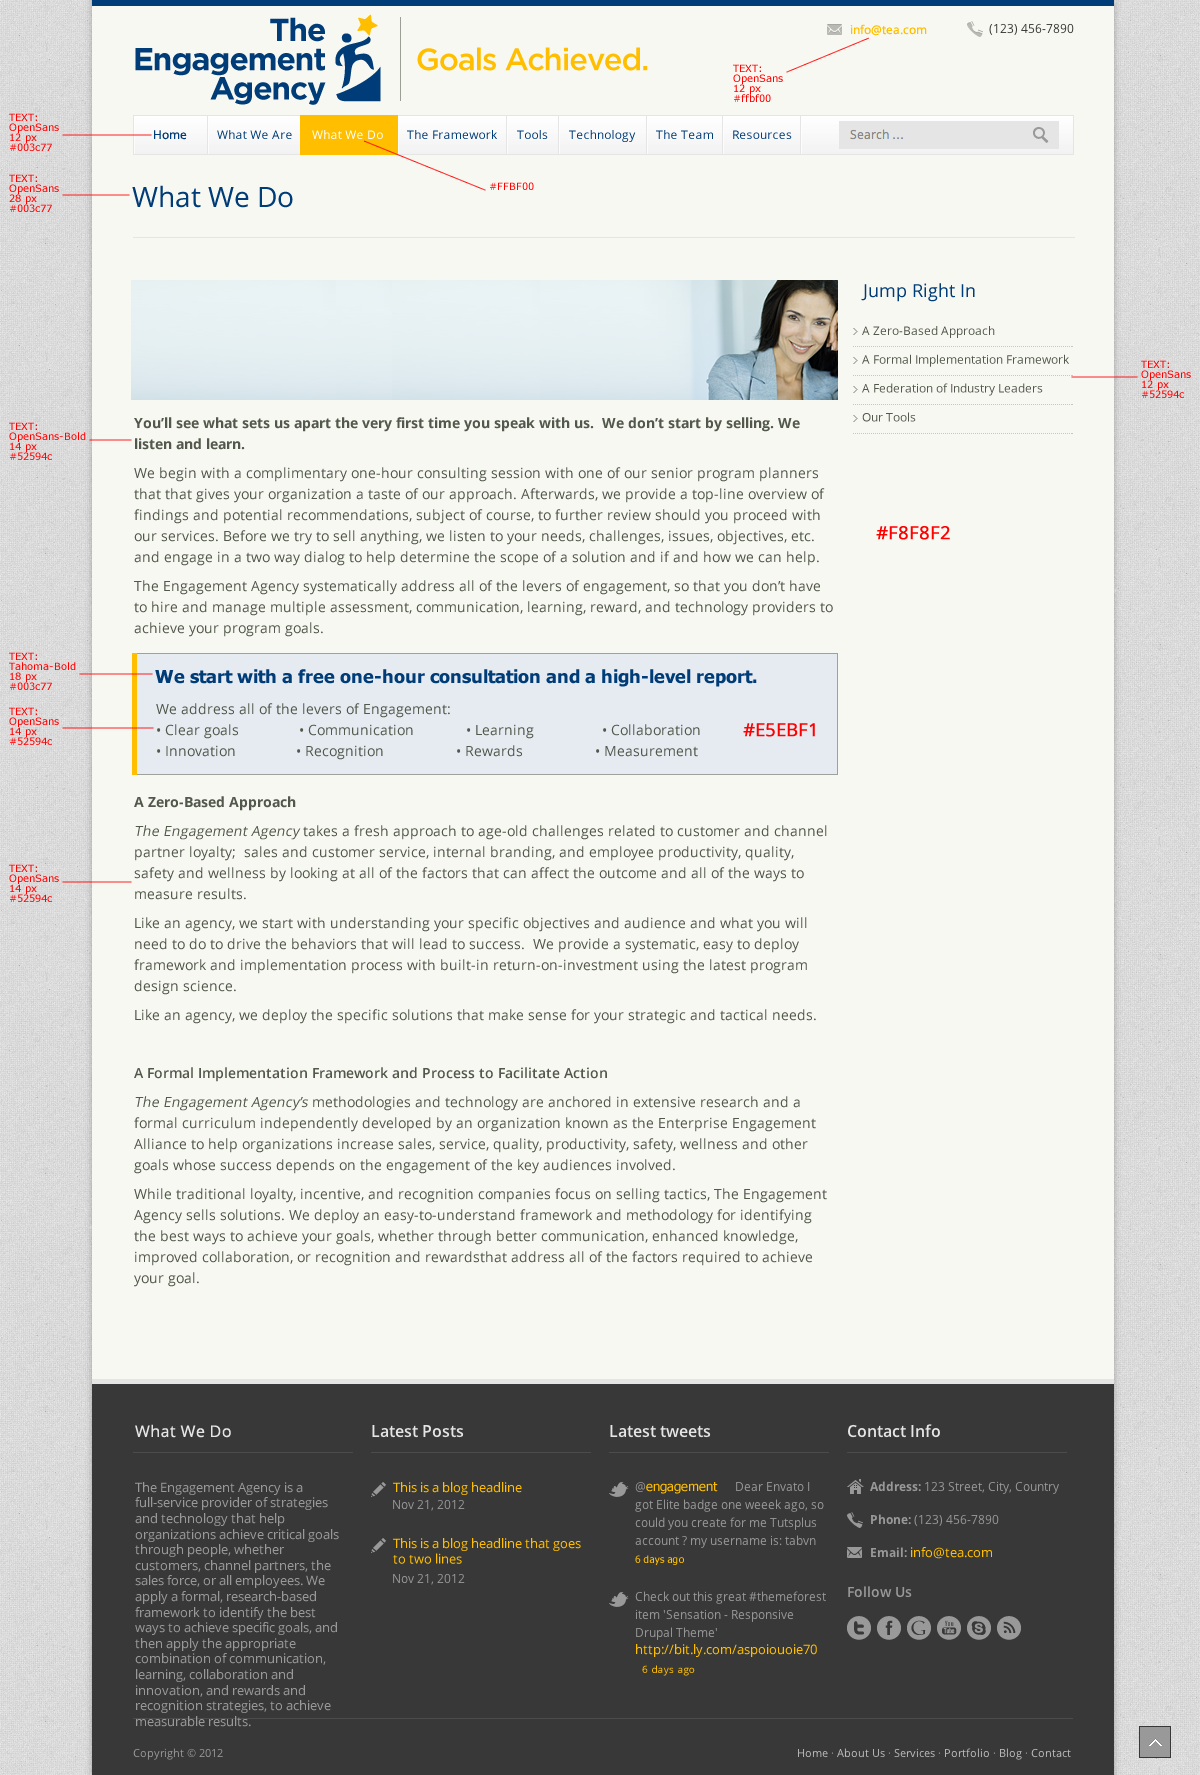 The
Engagement
Agency
Goals Achieved.
info@tea.com
(123) 456-7890
TEXT:
OpenSans
12 px
#ffbf00
TEXT:
OpenSans
12 px
#003c77
Home
What We Are
What We Do
The Framework
Tools
Technology
The Team
Resources
Search ...
#FFBF00
TEXT:
OpenSans
28 px
#003c77
What We Do
Jump Right In
A Zero-Based Approach
A Formal Implementation Framework
A Federation of Industry Leaders
Our Tools
TEXT:
OpenSans
12 px
#52594c
#F8F8F2
TEXT:
OpenSans-Bold
14 px
#52594c
You’ll see what sets us apart the very first time you speak with us.  We don’t start by selling. We
listen and learn.
We begin with a complimentary one-hour consulting session with one of our senior program planners
that that gives your organization a taste of our approach. Afterwards, we provide a top-line overview of
findings and potential recommendations, subject of course, to further review should you proceed with
our services. Before we try to sell anything, we listen to your needs, challenges, issues, objectives, etc.
and engage in a two way dialog to help determine the scope of a solution and if and how we can help.
The Engagement Agency systematically address all of the levers of engagement, so that you don’t have
to hire and manage multiple assessment, communication, learning, reward, and technology providers to
achieve your program goals.
TEXT:
Tahoma-Bold
18 px
#003c77
We start with a free one-hour consultation and a high-level report.
TEXT:
OpenSans
14 px
#52594c
We address all of the levers of Engagement:
• Clear goals • Communication • Learning • Collaboration
• Innovation • Recognition • Rewards • Measurement
#E5EBF1
A Zero-Based Approach
The Engagement Agency takes a fresh approach to age-old challenges related to customer and channel
partner loyalty;  sales and customer service, internal branding, and employee productivity, quality,
safety and wellness by looking at all of the factors that can affect the outcome and all of the ways to
measure results.
TEXT:
OpenSans
14 px
#52594c
Like an agency, we start with understanding your specific objectives and audience and what you will
need to do to drive the behaviors that will lead to success.  We provide a systematic, easy to deploy
framework and implementation process with built-in return-on-investment using the latest program
design science.
Like an agency, we deploy the specific solutions that make sense for your strategic and tactical needs.
A Formal Implementation Framework and Process to Facilitate Action
The Engagement Agency’s methodologies and technology are anchored in extensive research and a
formal curriculum independently developed by an organization known as the Enterprise Engagement
Alliance to help organizations increase sales, service, quality, productivity, safety, wellness and other
goals whose success depends on the engagement of the key audiences involved.
While traditional loyalty, incentive, and recognition companies focus on selling tactics, The Engagement
Agency sells solutions. We deploy an easy-to-understand framework and methodology for identifying
the best ways to achieve your goals, whether through better communication, enhanced knowledge,
improved collaboration, or recognition and rewardsthat address all of the factors required to achieve
your goal.
What We Do
The Engagement Agency is a
full-service provider of strategies
and technology that help
organizations achieve critical goals
through people, whether
customers, channel partners, the
sales force, or all employees. We
apply a formal, research-based
framework to identify the best
ways to achieve specific goals, and
then apply the appropriate
combination of communication,
learning, collaboration and
innovation, and rewards and
recognition strategies, to achieve
measurable results.
Latest Posts
This is a blog headline
Nov 21, 2012
This is a blog headline that goes
to two lines
Nov 21, 2012
Latest tweets
@engagement Dear Envato I
got Elite badge one weeek ago, so
could you create for me Tutsplus
account ? my username is: tabvn
6 days ago
Check out this great #themeforest
item 'Sensation - Responsive
Drupal Theme'
http://bit.ly.com/aspoiouoie70
6 days ago
Contact Info
Address: 123 Street, City, Country
Phone: (123) 456-7890
Email: info@tea.com
Follow Us
You
Tube
Copyright © 2012
Home · About Us · Services · Portfolio · Blog · Contact